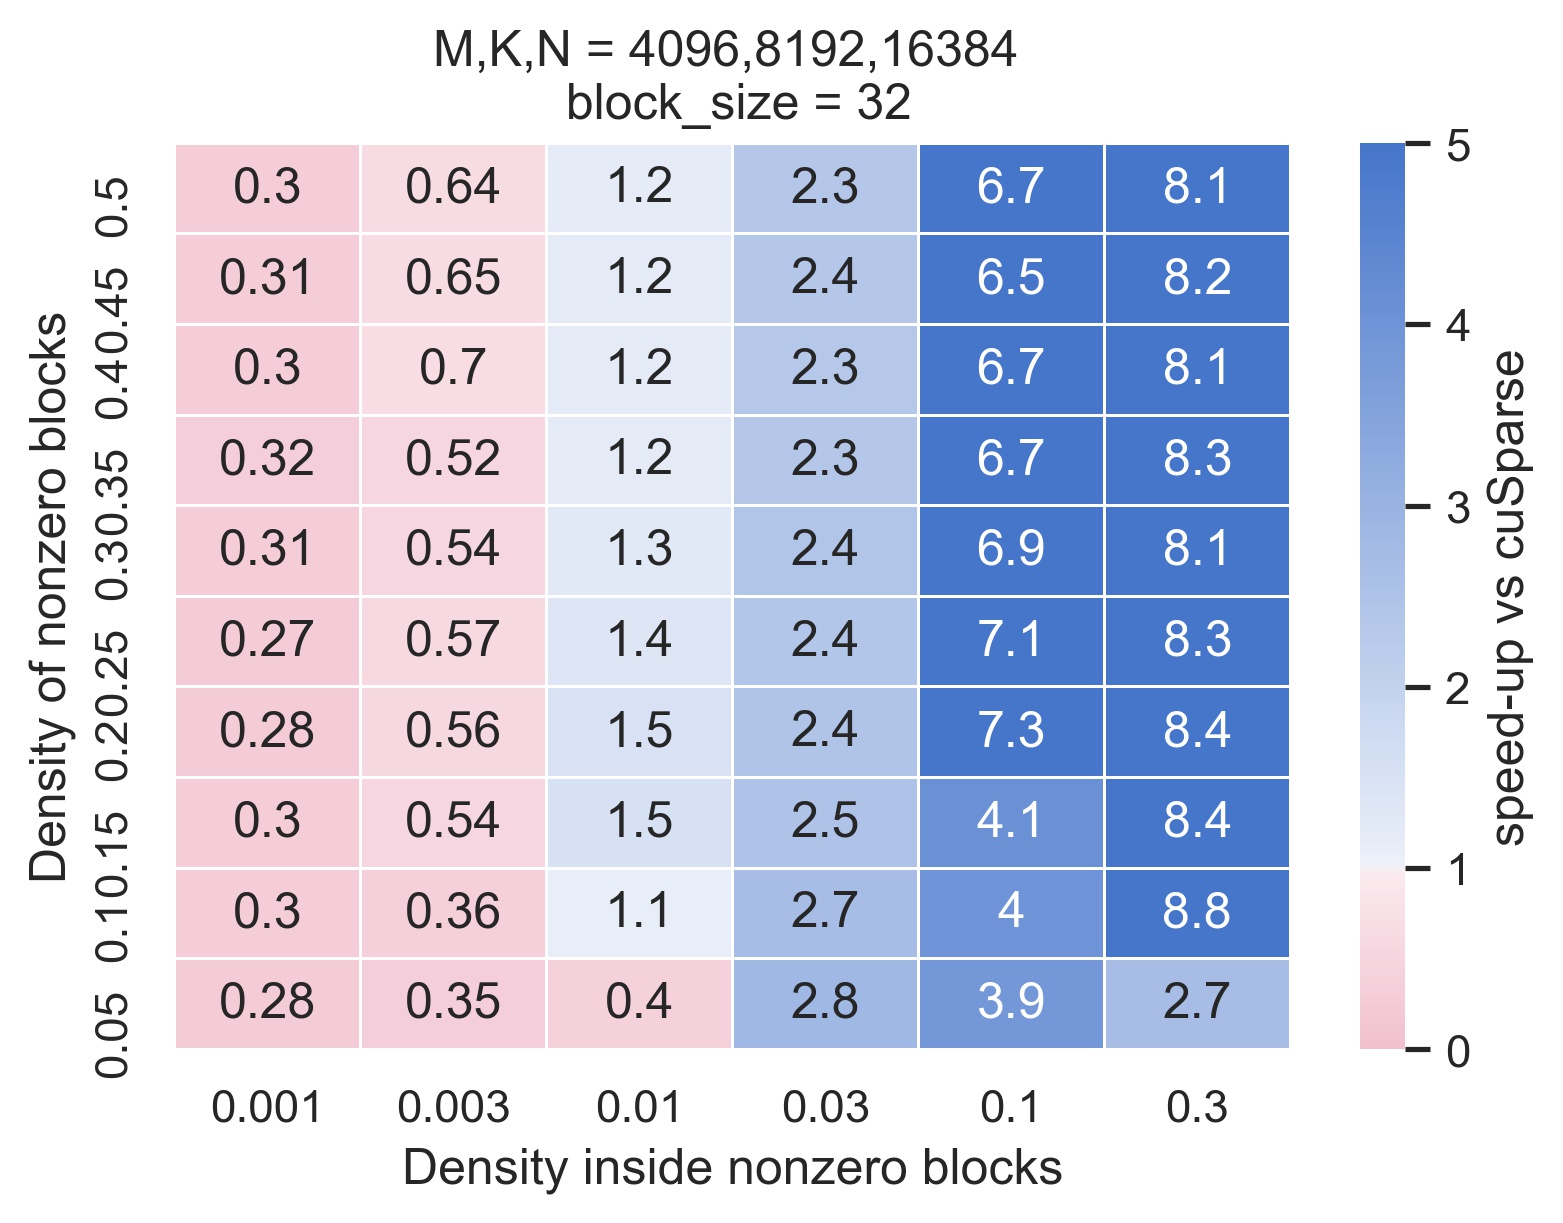 M,K,N = 4096,8192,16384
block_size = 32
Density of nonzero blocks
0.5 0.3 0.64 1.2 2.3 6.7 8.1
0.45 0.31 0.65 1.2 2.4 6.5 8.2
0.4 0.3 0.7 1.2 2.3 6.7 8.1
0.35 0.32 0.52 1.2 2.3 6.7 8.3
0.3 0.31 0.54 1.3 2.4 6.9 8.1
0.25 0.27 0.57 1.4 2.4 7.1 8.3
0.2 0.28 0.56 1.5 2.4 7.3 8.4
0.15 0.3 0.54 1.5 2.5 4.1 8.4
0.1 0.3 0.36 1.1 2.7 4 8.8
0.05 0.28 0.35 0.4 2.8 3.9 2.7
0.001 0.003 0.01 0.03 0.1 0.3
Density inside nonzero blocks
5
4
3
2
1
0
speed-up vs cuSparse